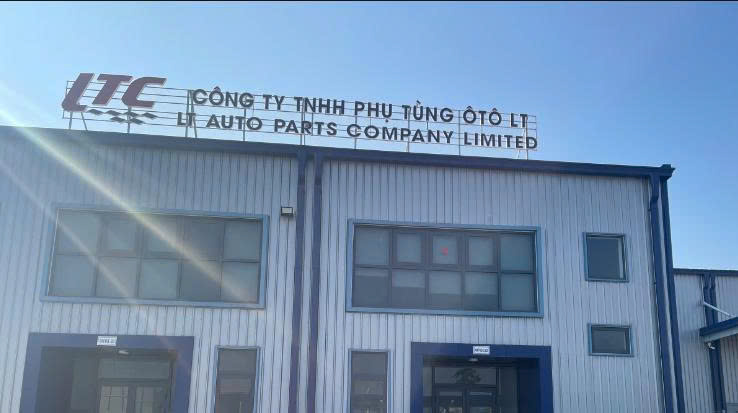 LTC
CÔNG TY TNHH PHỤ TÙNG ÔTÔ LT
LT AUTO PARTS COMPANY LIMITED